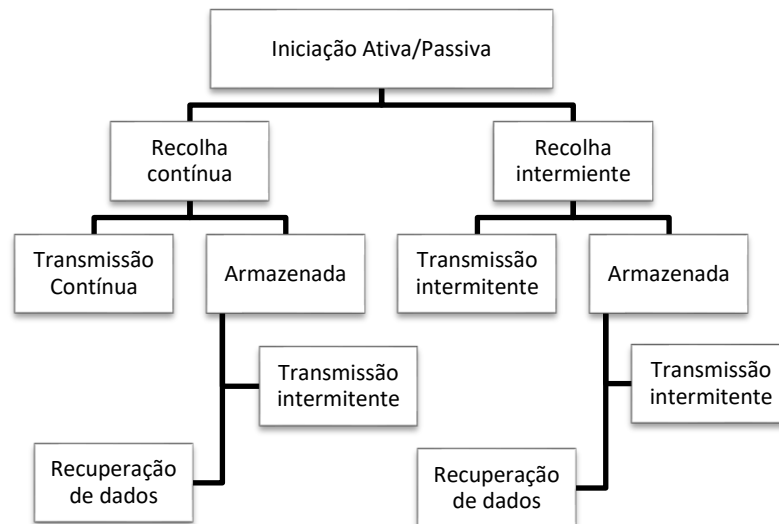 Iniciação Ativa/Passiva
Recolha
contínua
Recolha
intermiente
Transmissão
Contínua
Armazenada
Transmissão
intermitente
Armazenada
Transmissão
intermitente
Transmissão
intermitente
Recuperação
de dados
Recuperação
de dados